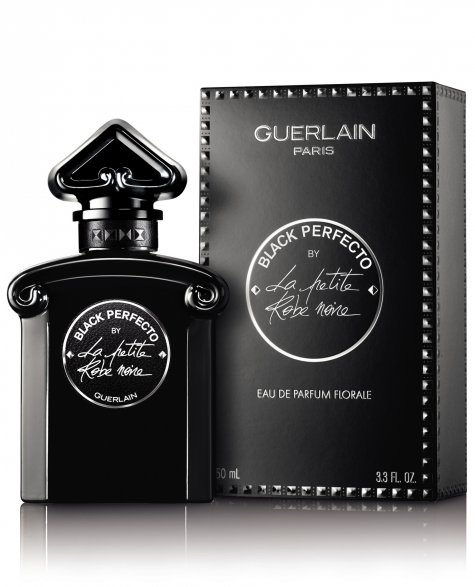 BLACK PERFECTO
BY
La petite
Robe noire
GUERLAIN
GUERLAIN
PARIS
BLACK PERFECTO
BY
La petite
Robe noire
EAU DE PARFUM FLORALE
50 mL
3.3 FL. OZ.